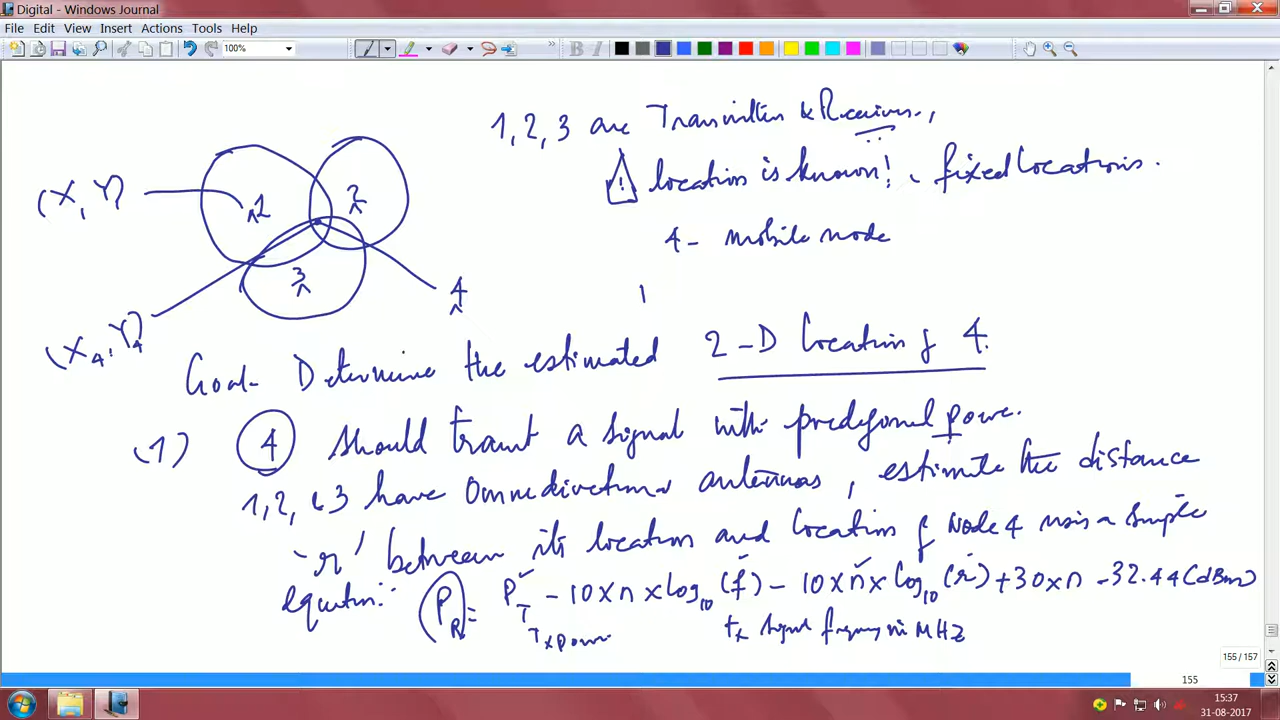 Digital - Windows Journal
File Edit View Insert Actions Tools Help
100%
1, 2, 3 are Transmitters & Receivers,
location is known!, fixed locations.
4 - mobile node
(X, Y)
1 2
3
4
(X4, Y4)
Goal- Determine the estimated 2-D location of 4.
(1) 4 should transmit a signal with predefined power.
1, 2, & 3 have Omnidirectional antennas, estimate the distance
'r' between its location and location of Node 4 using a simple
equation:
PR = PT - 10 x n x log10 (f) - 10 x n x log10 (r) + 30 x n - 32.44 (dBm)
Tx power
tx signal frequency in MHz
155 / 157
155
15:37
31-08-2017